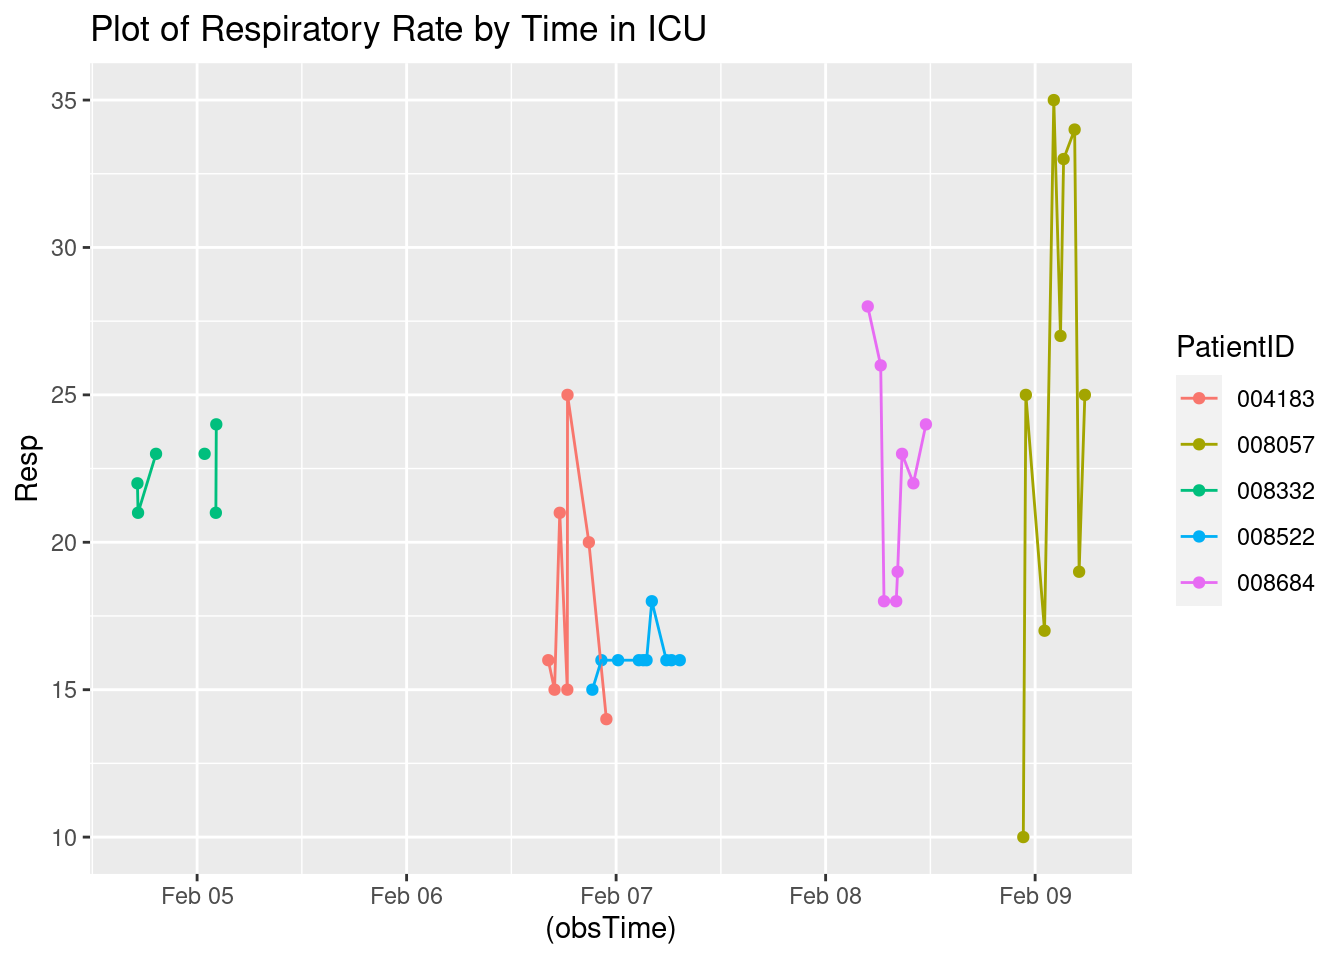 Plot of Respiratory Rate by Time in ICU
35
30
25
20
15
10
Resp
Feb 05 Feb 06 Feb 07 Feb 08 Feb 09
(obsTime)
PatientID
004183
008057
008332
008522
008684